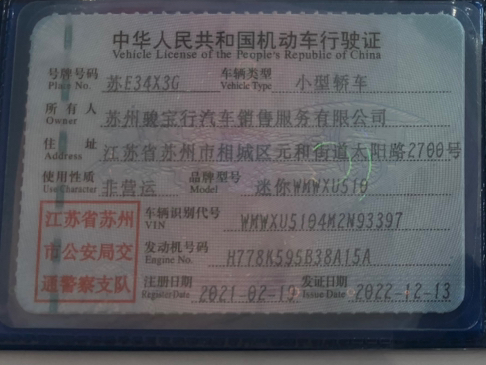 中华人民共和国机动车行驶证
Vehicle License of the People's Republic of China
号牌号码 苏E34X3G 车辆类型 小型轿车
Plate No. Vehicle Type
所有人 苏州骏宝行汽车销售服务有限公司
Owner
住址 江苏省苏州市相城区元和街道太阳路2700号
Address
使用性质 非营运 品牌型号 迷你WMWXU510
Use Character Model
江苏省苏州
市公安局交
通警察支队
车辆识别代号 WMWXU5104M2N93397
VIN
发动机号码 H778K595B38A15A
Engine No.
注册日期 2021-02-19 发证日期 2022-12-13
Register Date Issue Date